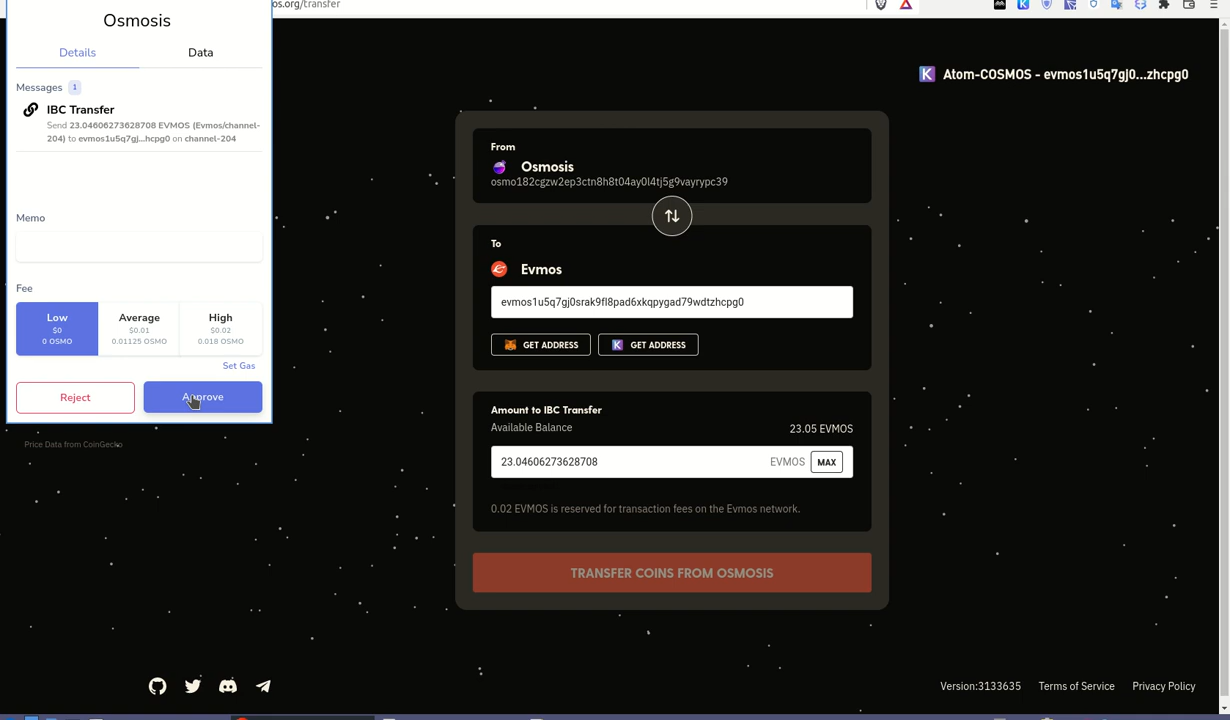 Osmosis
Details
Data
Messages 1
IBC Transfer
Send 23.04606273628708 EVMOS (Evmos/channel-
204) to evmos1u5q7gj...hcpg0 on channel-204
Memo
Fee
Low
$0
0 OSMO
Average
$0.01
0.01125 OSMO
High
$0.02
0.018 OSMO
Set Gas
Reject
Approve
Price Data from CoinGecko
os.org/transfer
K Atom-COSMOS - evmos1u5q7gj0...zhcpg0
From
Osmosis
osmo182cgzw2ep3ctn8h8t04ay0l4tj5g9vayrypc39
To
Evmos
evmos1u5q7gj0srak9fl8pad6xkqpygad79wdtzhcpg0
GET ADDRESS
K GET ADDRESS
Amount to IBC Transfer
Available Balance
23.05 EVMOS
23.04606273628708
EVMOS
MAX
0.02 EVMOS is reserved for transaction fees on the Evmos network.
TRANSFER COINS FROM OSMOSIS
Version:3133635
Terms of Service
Privacy Policy